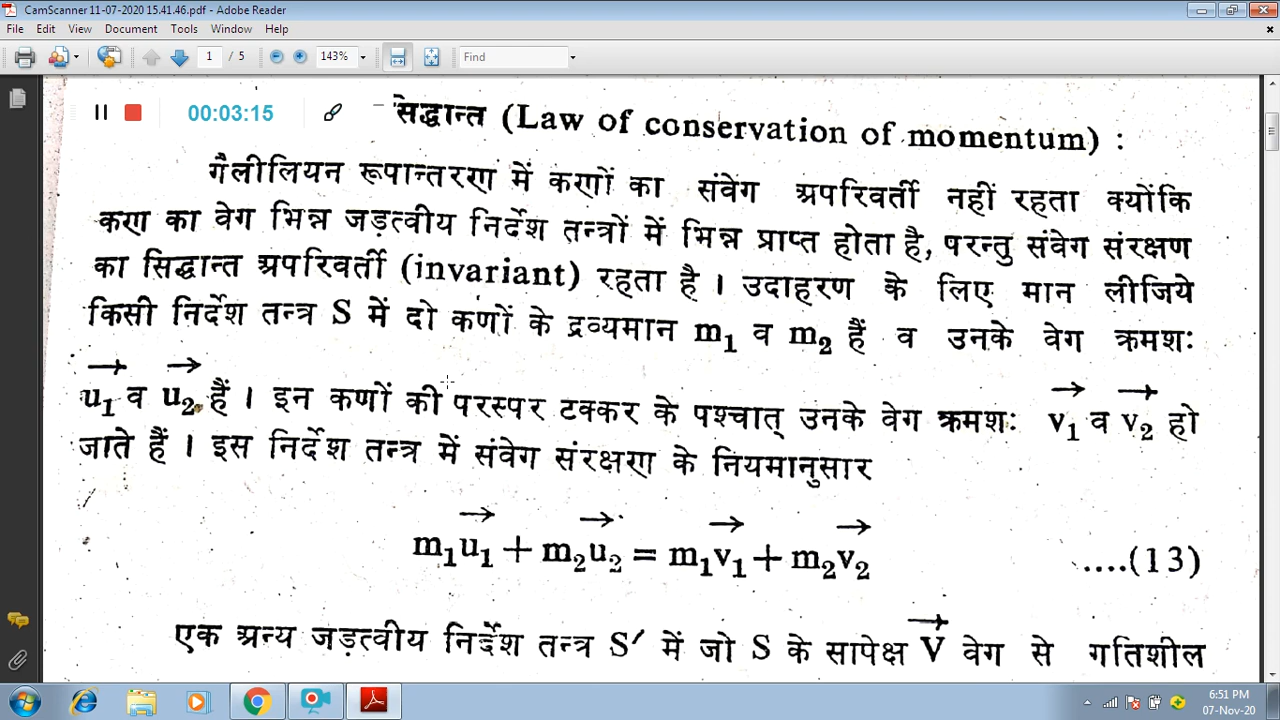 CamScanner 11-07-2020 15.41.46.pdf - Adobe Reader
File Edit View Document Tools Window Help
1 / 5 143% Find
00:03:15
सिद्धान्त (Law of conservation of momentum) :
गैलीलियन रूपान्तरण में कणों का संवेग अपरिवर्ती नहीं रहता क्योंकि
कण का वेग भिन्न जड़त्वीय निर्देश तन्त्रों में भिन्न प्राप्त होता है, परन्तु संवेग संरक्षण
का सिद्धान्त अपरिवर्ती (invariant) रहता है । उदाहरण के लिए मान लीजिये
किसी निर्देश तन्त्र S में दो कणों के द्रव्यमान m₁ व m₂ हैं व उनके वेग क्रमशः
u₁→ व u₂→ हैं । इन कणों की परस्पर टक्कर के पश्चात् उनके वेग क्रमशः v₁→ व v₂→ हो
जाते हैं । इस निर्देश तन्त्र में संवेग संरक्षण के नियमानुसार
m₁u₁→ + m₂u₂→ = m₁v₁→ + m₂v₂→ ....(13)
एक अन्य जड़त्वीय निर्देश तन्त्र S′ में जो S के सापेक्ष V→ वेग से गतिशील
6:51 PM
07-Nov-20